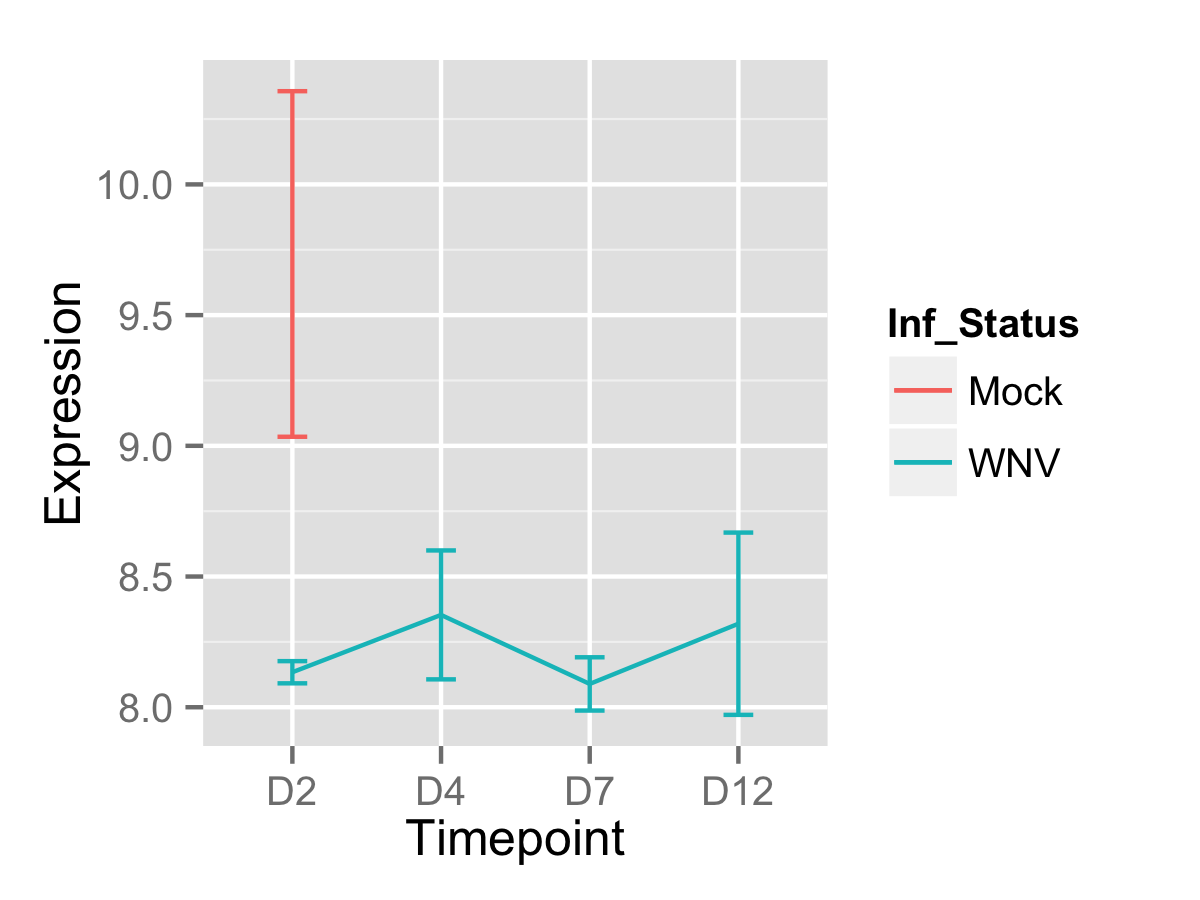 10.0
9.5
9.0
8.5
8.0
Expression
D2 D4 D7 D12
Timepoint
Inf_Status
Mock
WNV